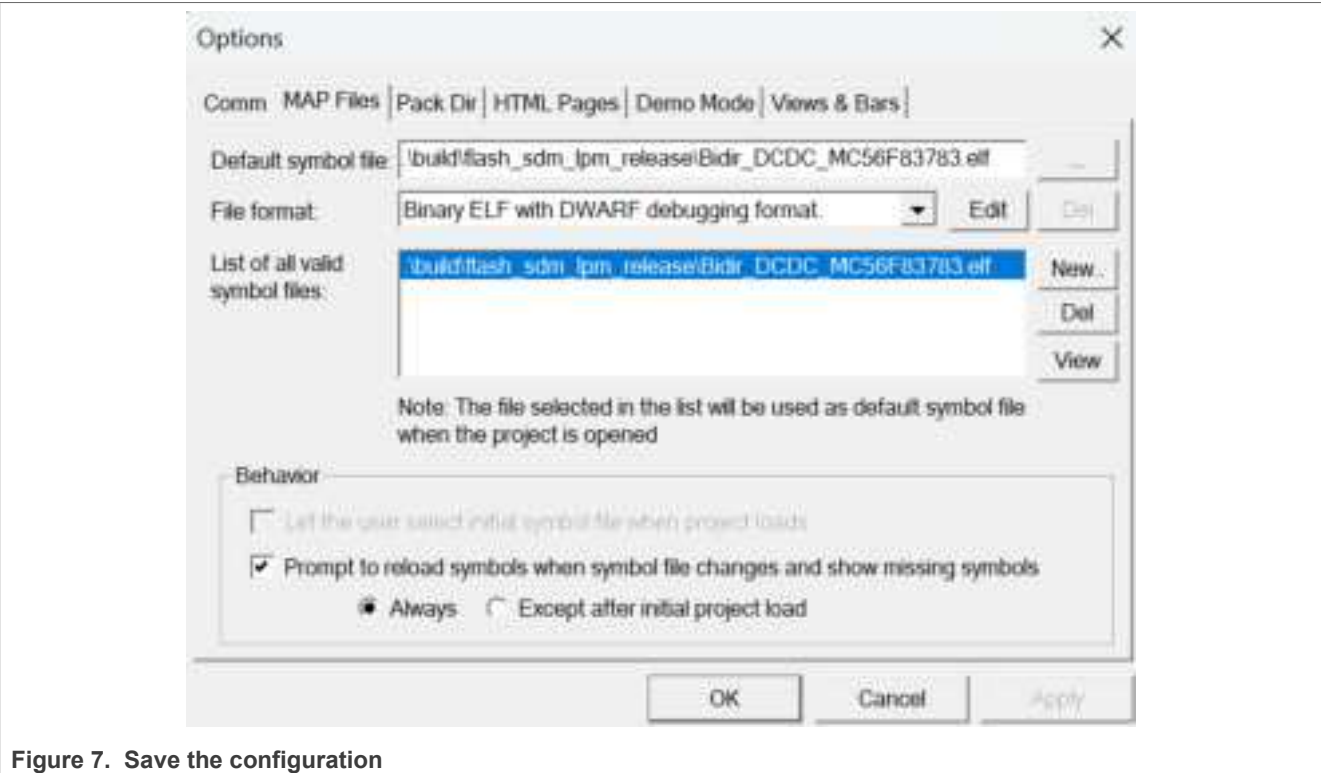 Options
Comm MAP Files Pack Dir HTML Pages Demo Mode Views & Bars
Default symbol file .\build\flash_sdm_lpm_release\Bidir_DCDC_MC56F83783.elf ...
File format: Binary ELF with DWARF debugging format. Edit Del
List of all valid
symbol files: .\build\flash_sdm_lpm_release\Bidir_DCDC_MC56F83783.elf New..
Del
View
Note: The file selected in the list will be used as default symbol file
when the project is opened
Behavior
Let the user select initial symbol file when project loads
Prompt to reload symbols when symbol file changes and show missing symbols
Always Except after initial project load
OK Cancel Apply
Figure 7. Save the configuration